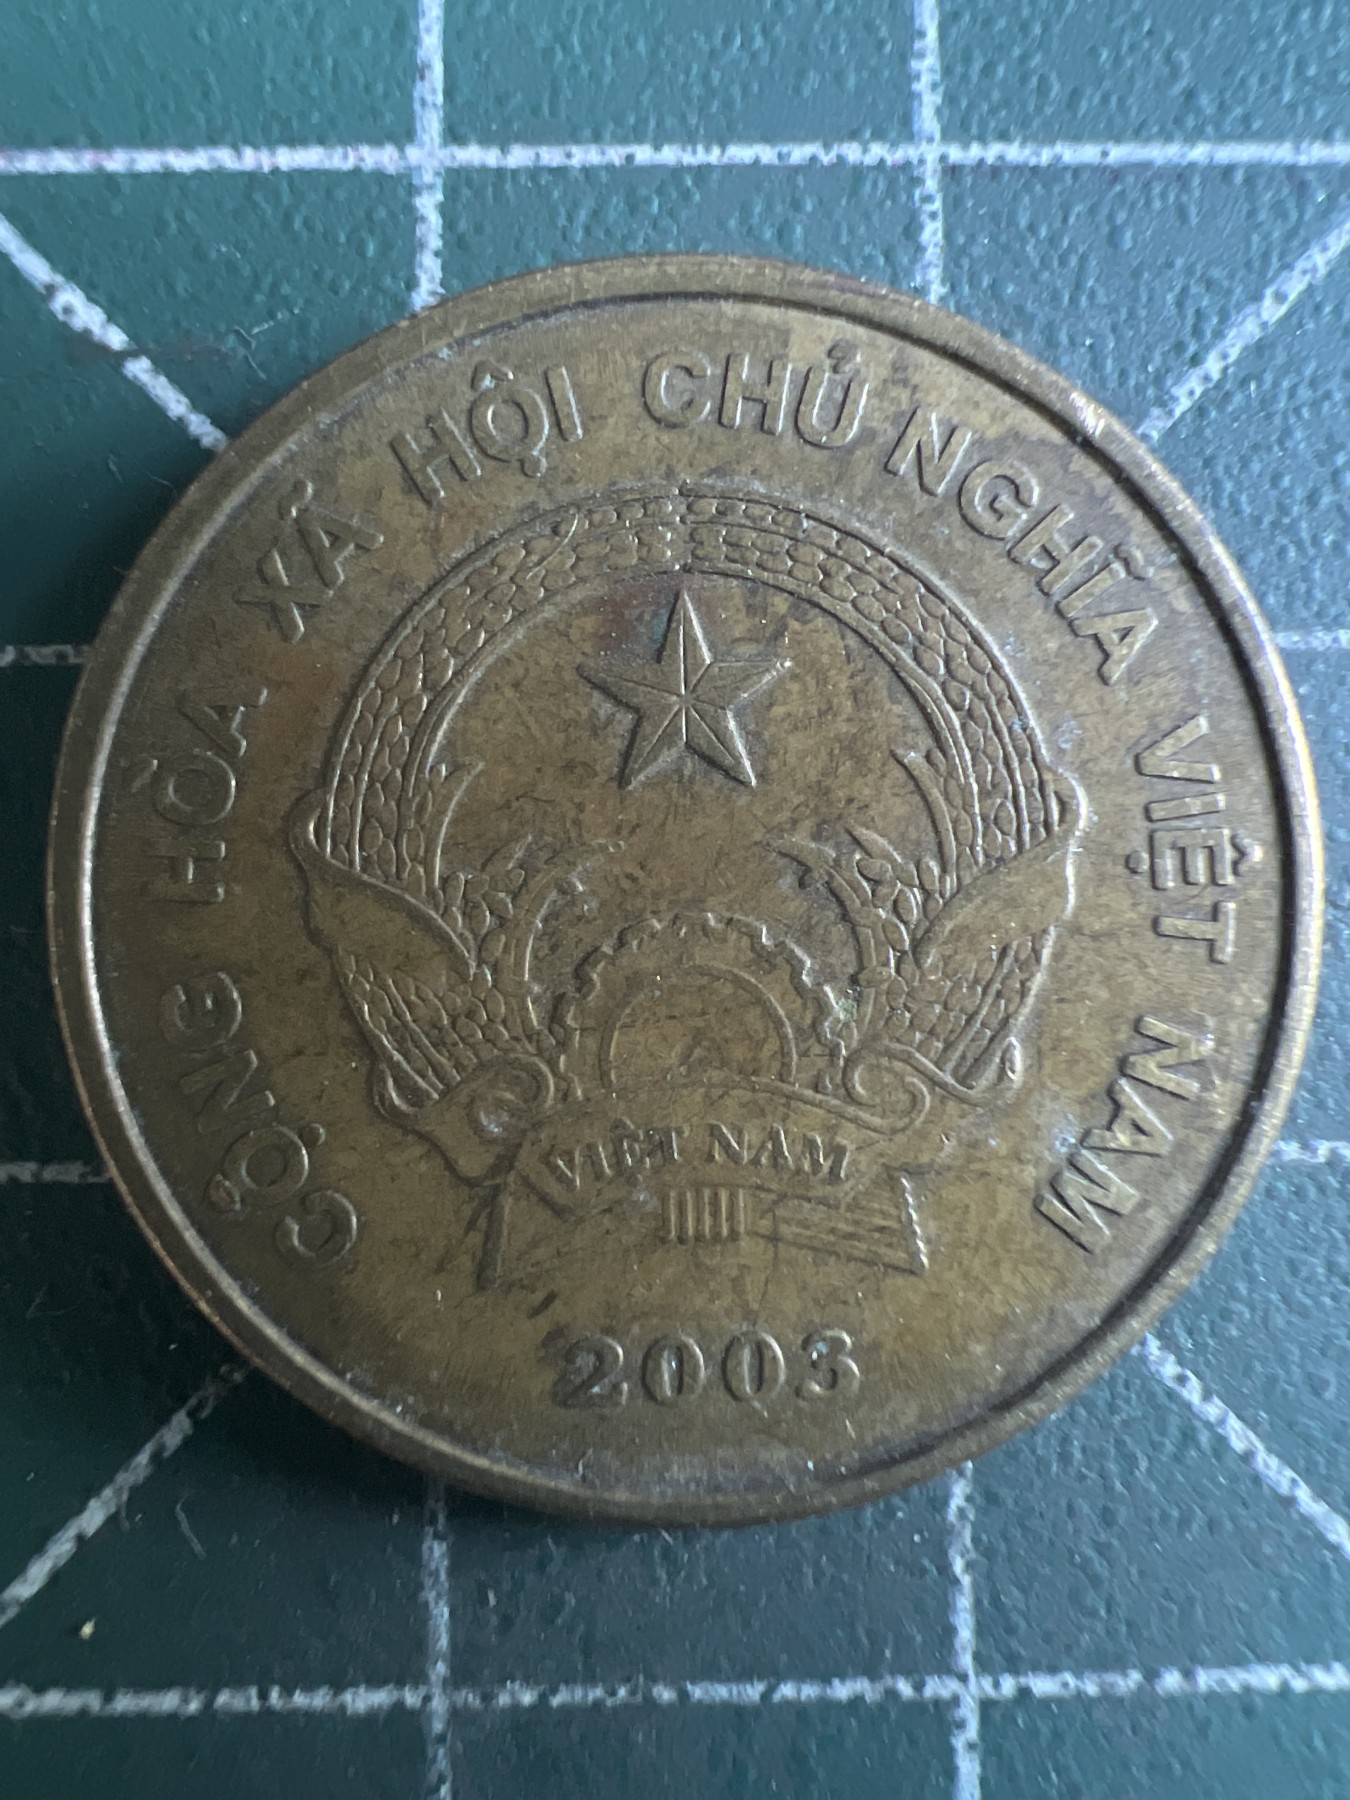 CỘNG HÒA XÃ HỘI CHỦ NGHĨA VIỆT NAM
VIỆT NAM
2003